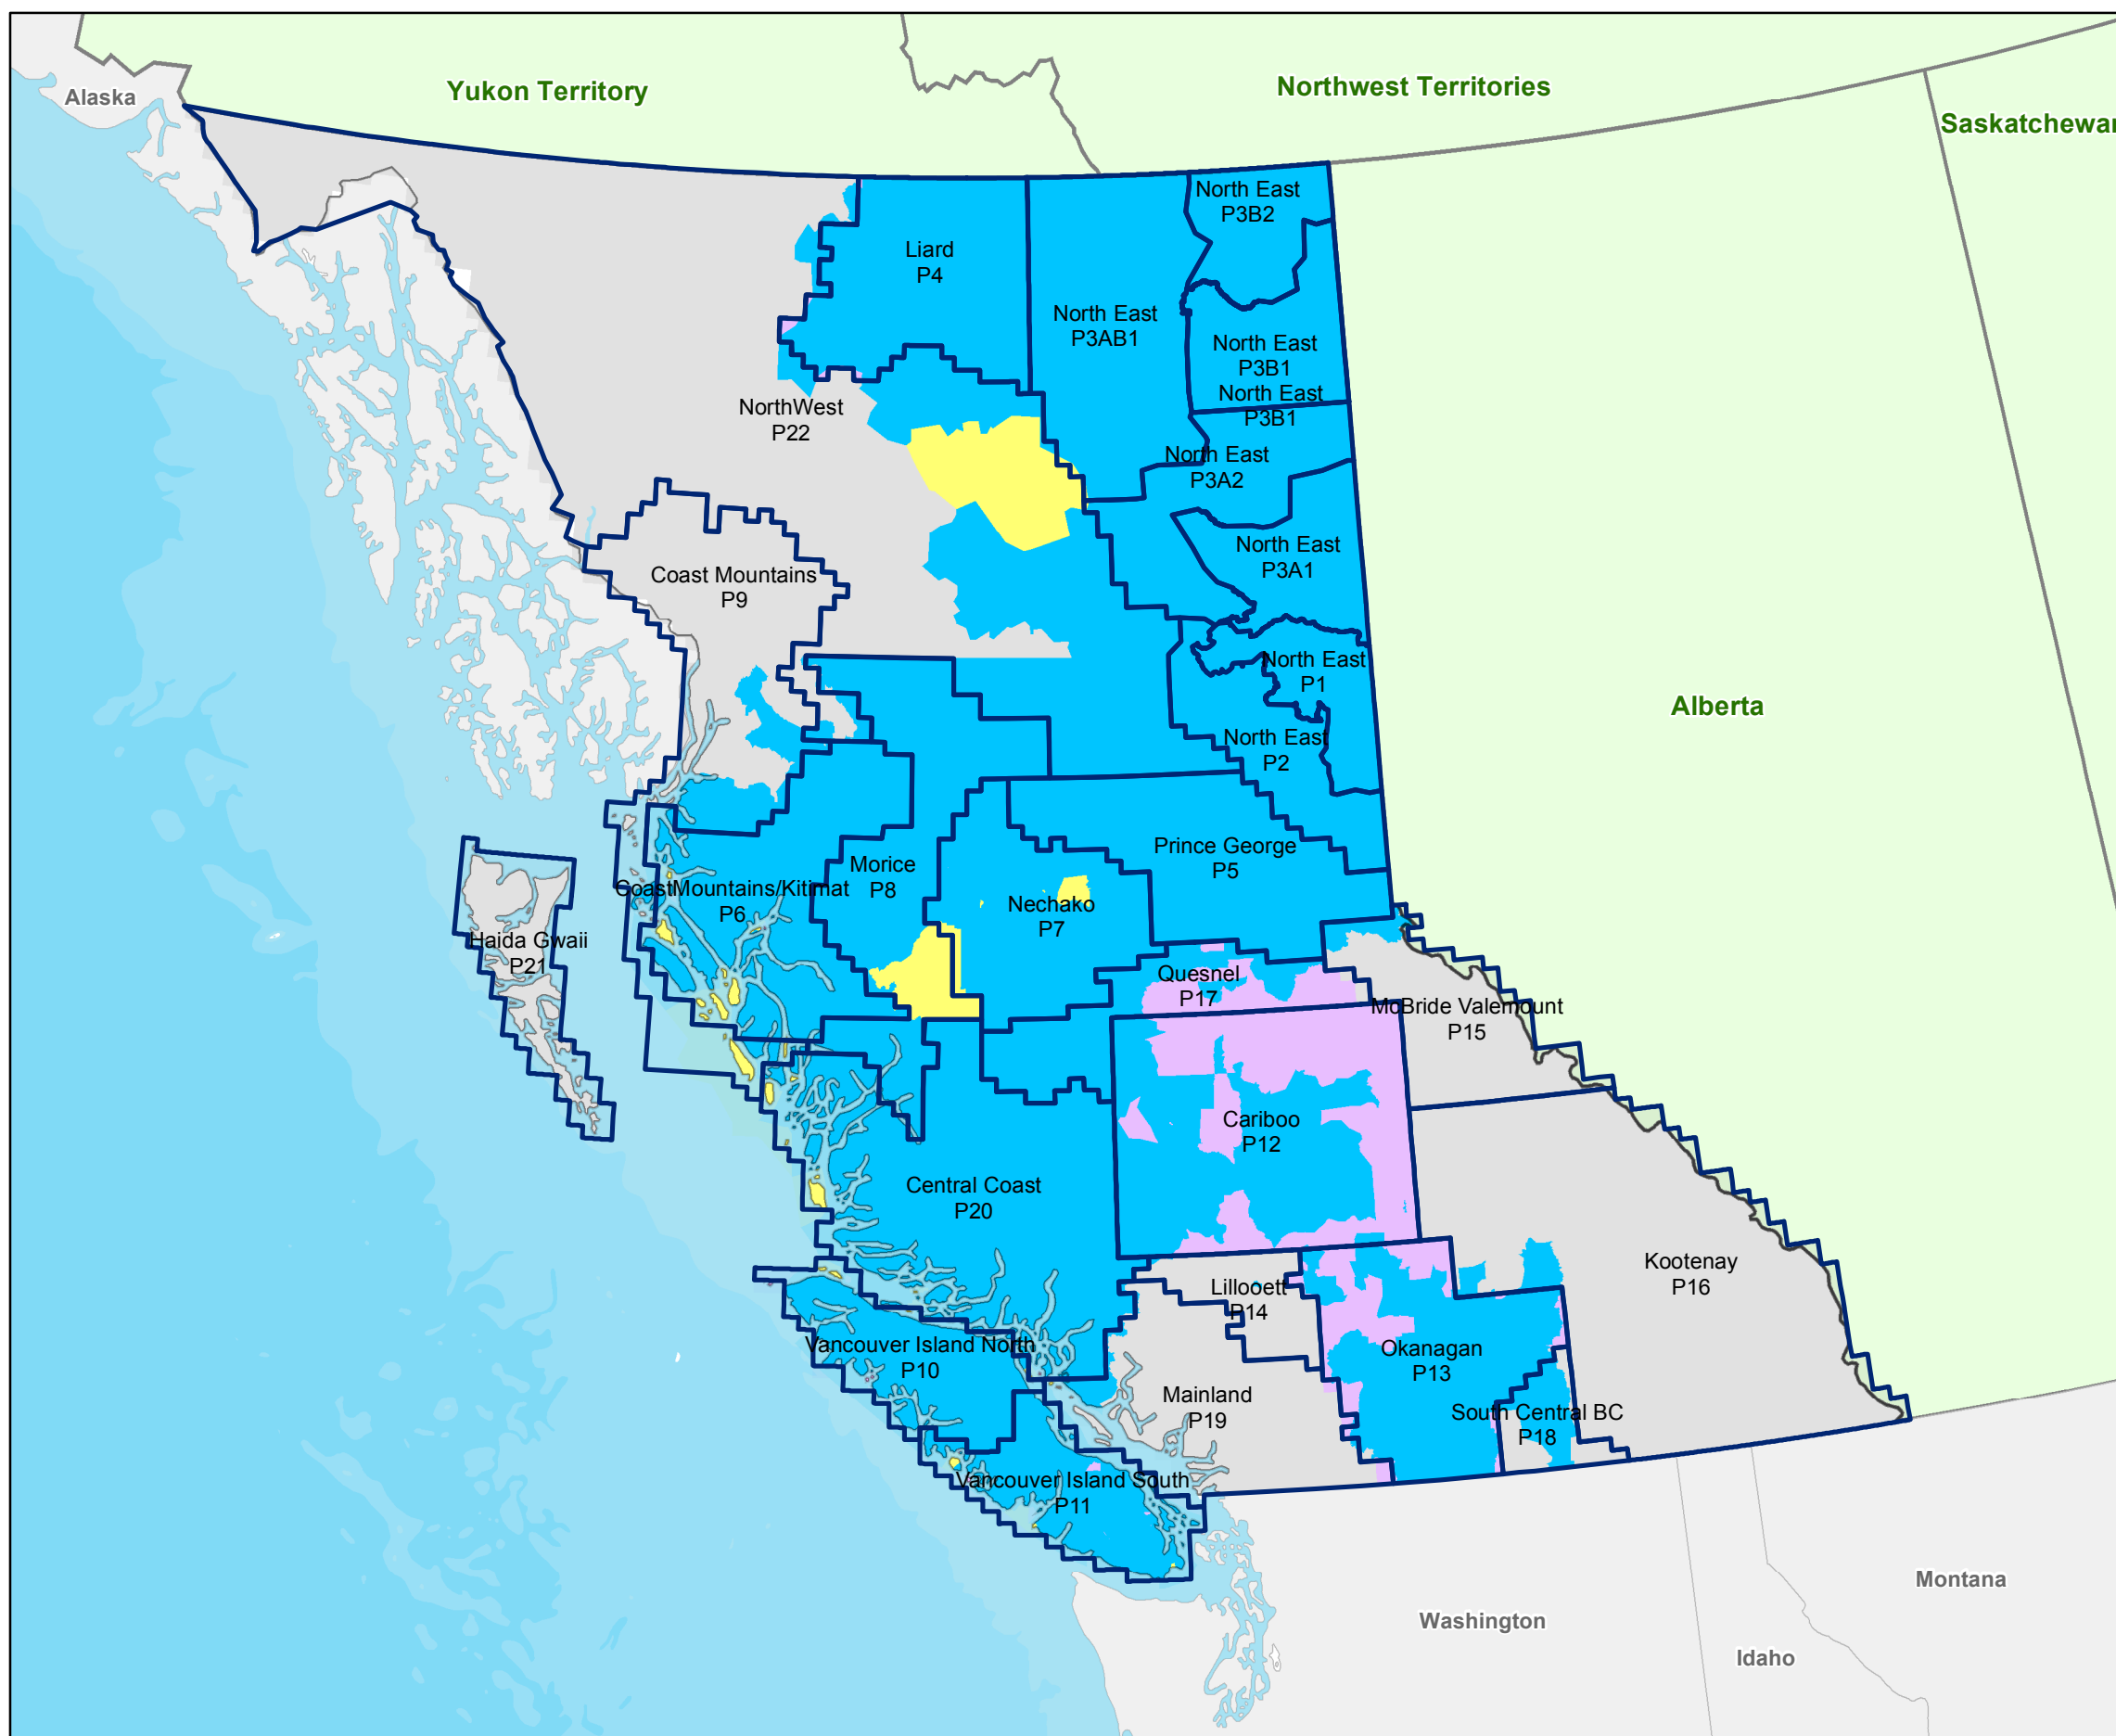 Alaska
Yukon Territory
Northwest Territories
Saskatchewan
North East
P3B2
Liard
P4
North East
P3AB1
North East
P3B1
North East
P3B1
NorthWest
P22
North East
P3A2
North East
P3A1
Coast Mountains
P9
North East
P1
Alberta
North East
P2
Prince George
P5
Morice
P8
CoastMountains/Kitimat
P6
Nechako
P7
Haida Gwaii
P21
Quesnel
P17
McBride Valemount
P15
Cariboo
P12
Central Coast
P20
Kootenay
P16
Lillooett
P14
Vancouver Island North
P10
Okanagan
P13
Mainland
P19
South Central BC
P18
Vancouver Island South
P11
Montana
Washington
Idaho